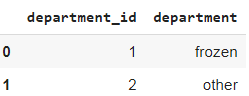 department_id department
0 1 frozen
1 2 other